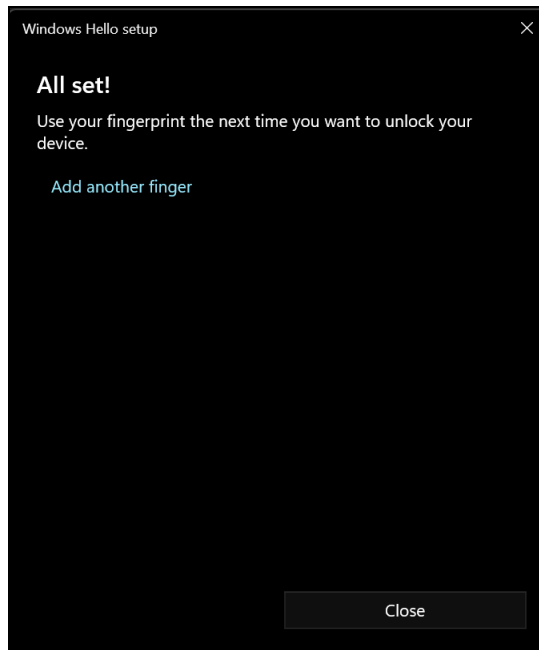 Windows Hello setup
All set!
Use your fingerprint the next time you want to unlock your
device.
Add another finger
Close